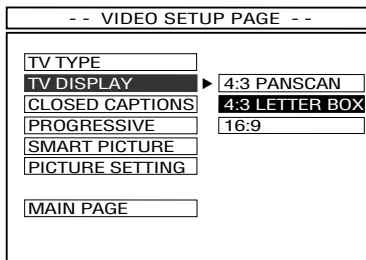 - - VIDEO SETUP PAGE - -
TV TYPE
TV DISPLAY ▶ 4:3 PANSCAN
CLOSED CAPTIONS 4:3 LETTER BOX
PROGRESSIVE 16:9
SMART PICTURE
PICTURE SETTING
MAIN PAGE